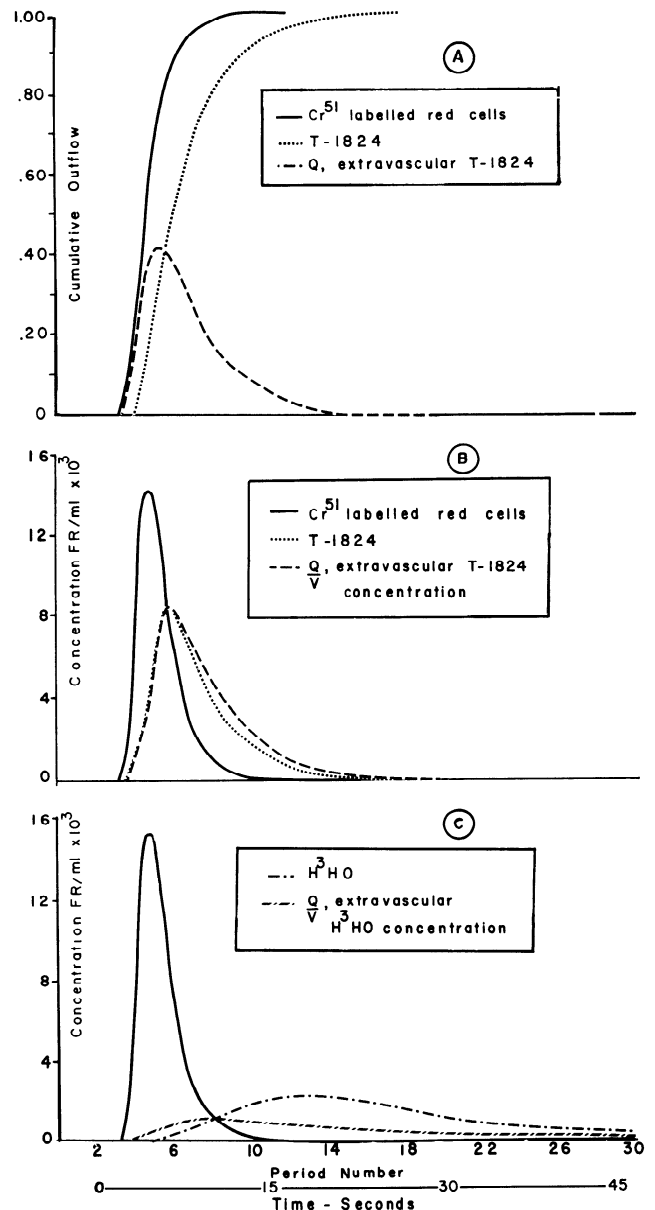 1.00
.80
.60
.40
.20
0
Cumulative Outflow
A
Cr51 labelled red cells
T-1824
Q, extravascular T-1824
16
12
8
4
0
Concentration FR/ml x103
B
Cr51 labelled red cells
T-1824
Q/V, extravascular T-1824
concentration
16
12
8
4
0
Concentration FR/ml x103
C
H3HO
Q/V, extravascular
H3HO concentration
2 6 10 14 18 22 26 30
Period Number
0 15 30 45
Time - Seconds